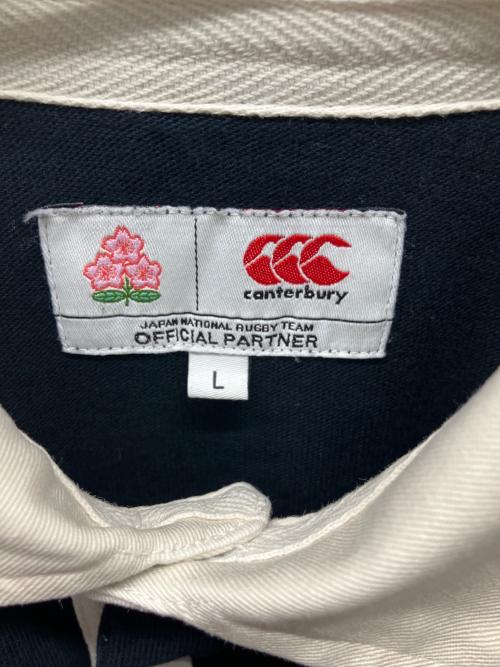 canterbury
JAPAN NATIONAL RUGBY TEAM
OFFICIAL PARTNER
L